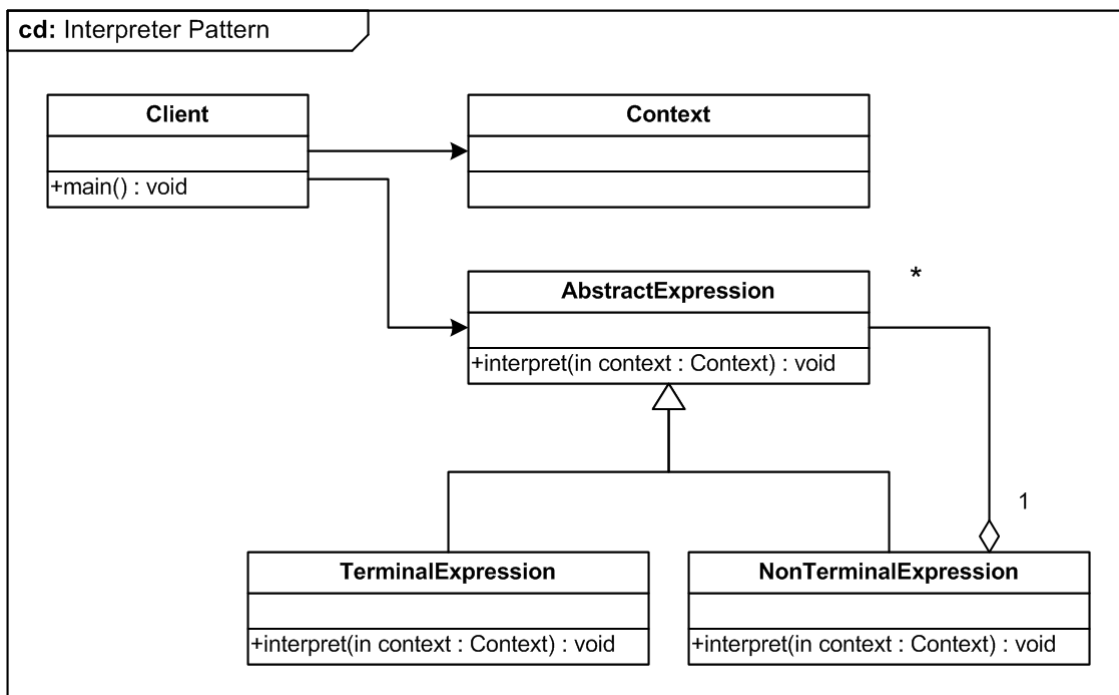 cd: Interpreter Pattern
Client
+main() : void
Context
AbstractExpression
+interpret(in context : Context) : void
*
1
TerminalExpression
+interpret(in context : Context) : void
NonTerminalExpression
+interpret(in context : Context) : void